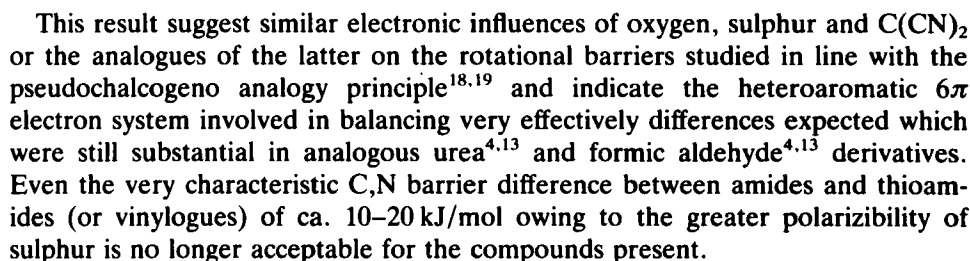 This result suggest similar electronic influences of oxygen, sulphur and C(CN)₂
or the analogues of the latter on the rotational barriers studied in line with the
pseudochalcogeno analogy principle¹⁸,¹⁹ and indicate the heteroaromatic 6π
electron system involved in balancing very effectively differences expected which
were still substantial in analogous urea⁴,¹³ and formic aldehyde⁴,¹³ derivatives.
Even the very characteristic C,N barrier difference between amides and thioam-
ides (or vinylogues) of ca. 10–20 kJ/mol owing to the greater polarizibility of
sulphur is no longer acceptable for the compounds present.